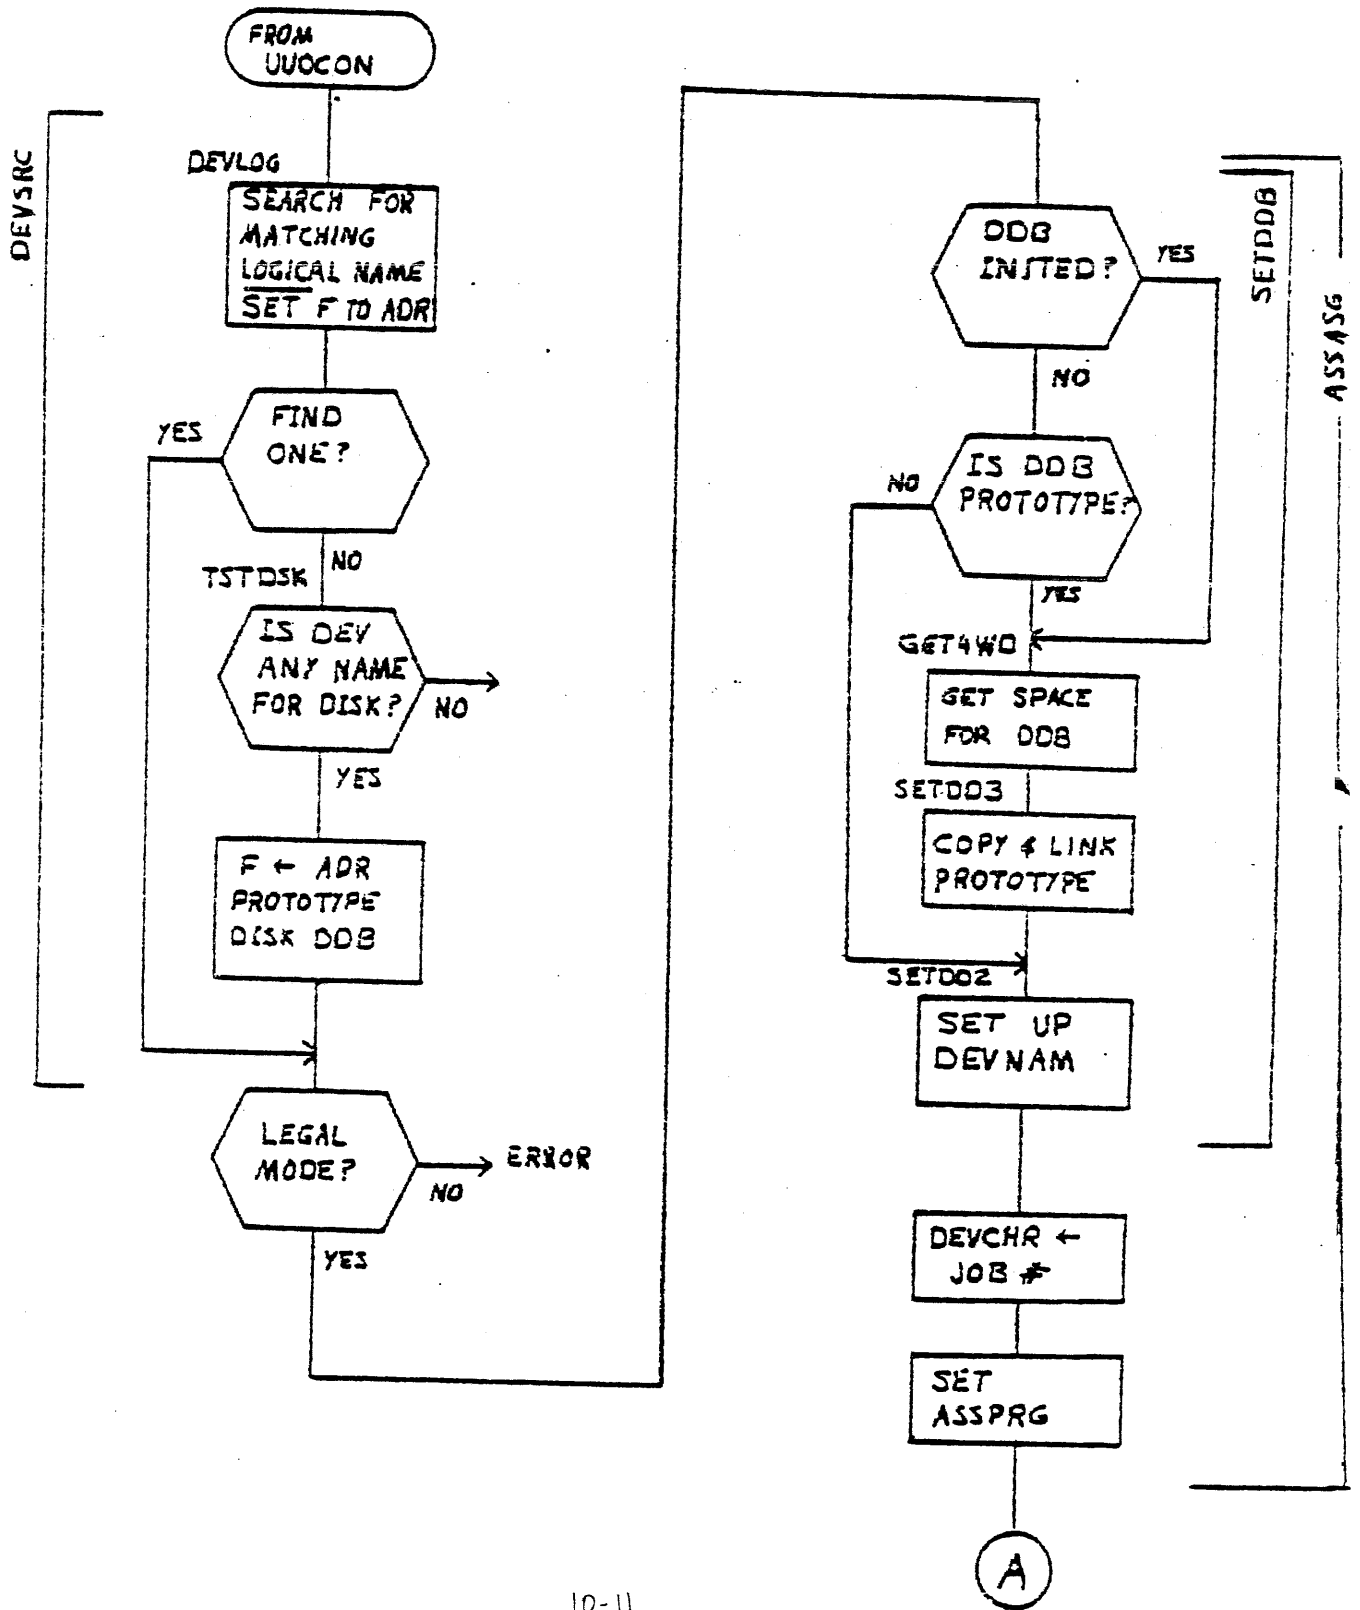 FROM
UUOCON
DEVSRC
DEVLOG
SEARCH FOR
MATCHING
LOGICAL NAME
SET F TO ADR
FIND
ONE?
YES
NO
TSTDSK
IS DEV
ANY NAME
FOR DISK?
NO
YES
F ← ADR
PROTOTYPE
DISK DDB
LEGAL
MODE?
NO
ERROR
YES
DDB
INITED?
YES
NO
SETDDB
ASSASG
IS DDB
PROTOTYPE?
NO
YES
GET4WD
GET SPACE
FOR DDB
SETDD3
COPY & LINK
PROTOTYPE
SETDD2
SET UP
DEVNAM
DEVCHR ←
JOB #
SET
ASSPRG
A
10-11